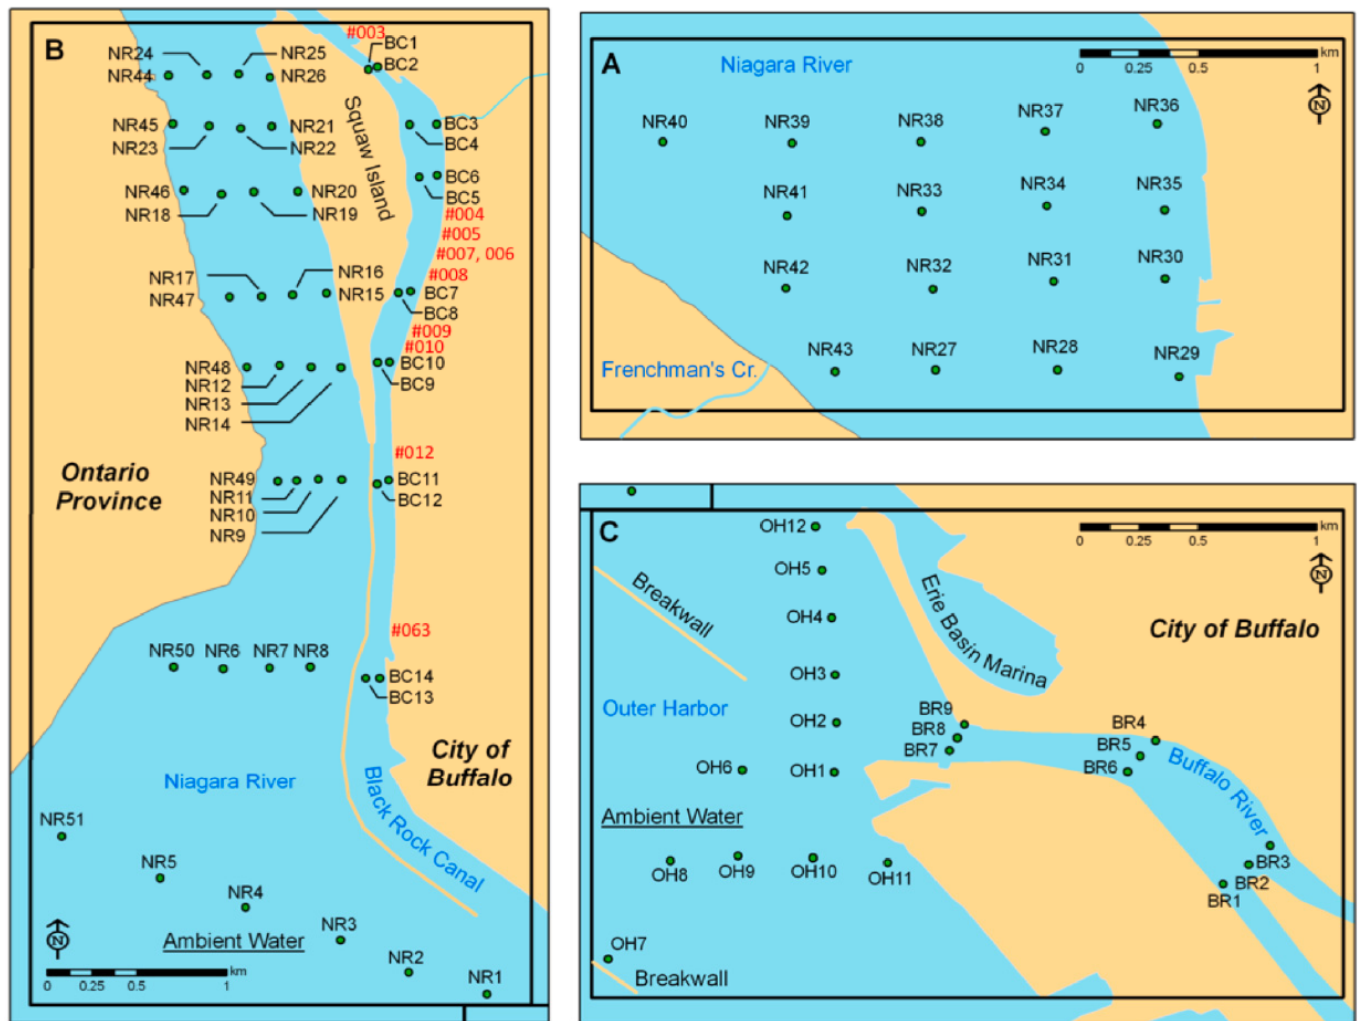 B
#003
NR24
NR25
BC1
NR44
NR26
BC2
Squaw Island
NR45
NR21
BC3
NR23
NR22
BC4
NR46
NR20
BC6
NR18
NR19
BC5
#004
#005
#007, 006
NR17
NR16
#008
NR47
NR15
BC7
BC8
#009
#010
NR48
BC10
NR12
BC9
NR13
NR14
#012
Ontario
Province
NR49
BC11
NR11
BC12
NR10
NR9
#063
NR50
NR6
NR7
NR8
BC14
BC13
City of
Buffalo
Niagara River
Black Rock Canal
NR51
NR5
NR4
NR3
Ambient Water
NR2
NR1
N
km
0
0.25
0.5
1
A
Niagara River
km
0
0.32
0.65
1
N
NR40
NR39
NR38
NR37
NR36
NR41
NR33
NR34
NR35
NR42
NR32
NR31
NR30
NR43
NR27
NR28
NR29
Frenchman's Cr.
C
OH12
km
0
0.25
0.5
1
N
OH5
Breakwall
Erie Basin Marina
OH4
City of Buffalo
OH3
Outer Harbor
OH2
BR9
BR8
BR7
BR4
BR5
BR6
Buffalo River
OH6
OH1
Ambient Water
OH8
OH9
OH10
OH11
BR3
BR2
BR1
OH7
Breakwall